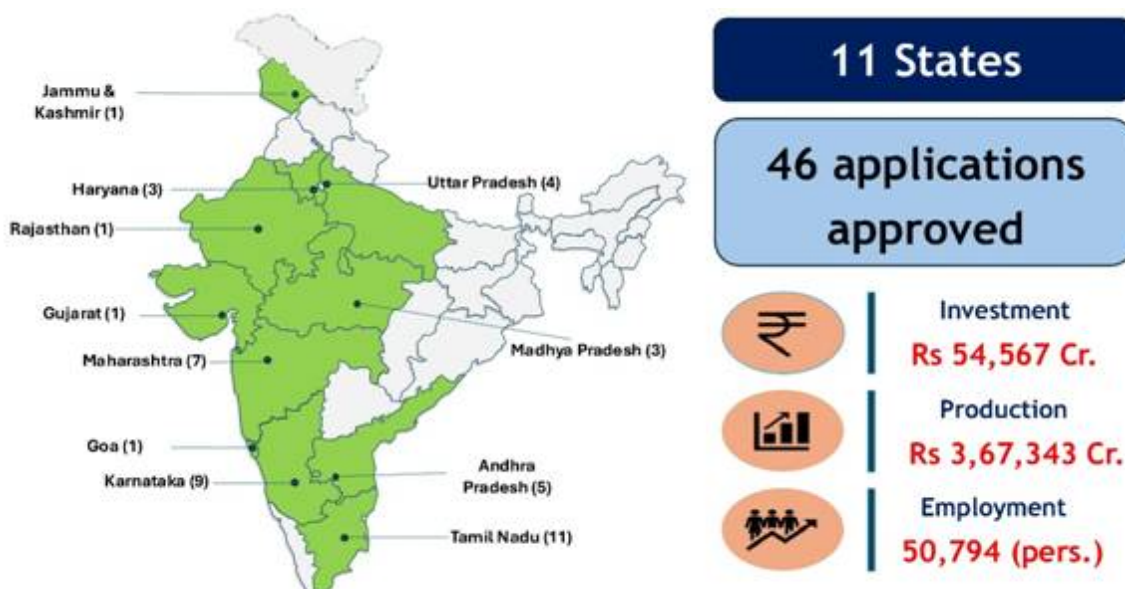 Jammu &
Kashmir (1)
Haryana (3)
Uttar Pradesh (4)
Rajasthan (1)
Gujarat (1)
Madhya Pradesh (3)
Maharashtra (7)
Goa (1)
Karnataka (9)
Andhra
Pradesh (5)
Tamil Nadu (11)
11 States
46 applications
approved
₹
Investment
Rs 54,567 Cr.
Production
Rs 3,67,343 Cr.
Employment
50,794 (pers.)